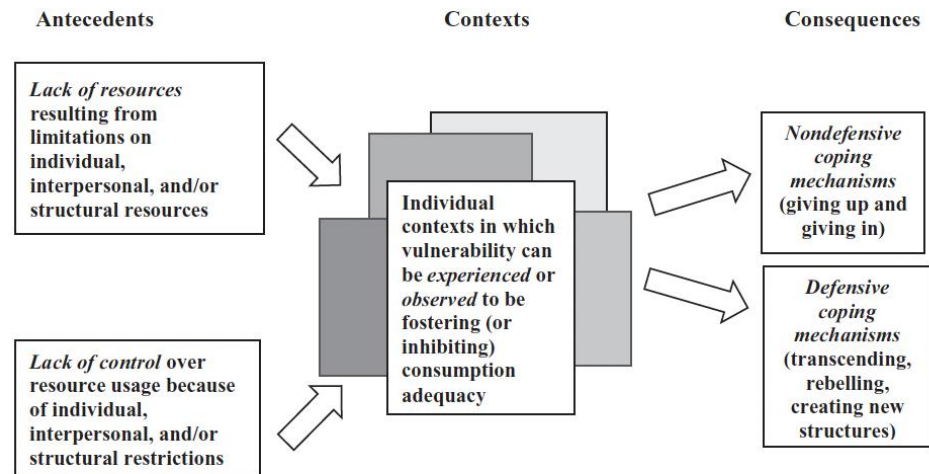 Antecedents
Contexts
Consequences
Lack of resources
resulting from
limitations on
individual,
interpersonal, and/or
structural resources
Lack of control over
resource usage because
of individual,
interpersonal, and/or
structural restrictions
Individual
contexts in which
vulnerability can
be experienced or
observed to be
fostering (or
inhibiting)
consumption
adequacy
Nondefensive
coping
mechanisms
(giving up and
giving in)
Defensive
coping
mechanisms
(transcending,
rebelling,
creating new
structures)